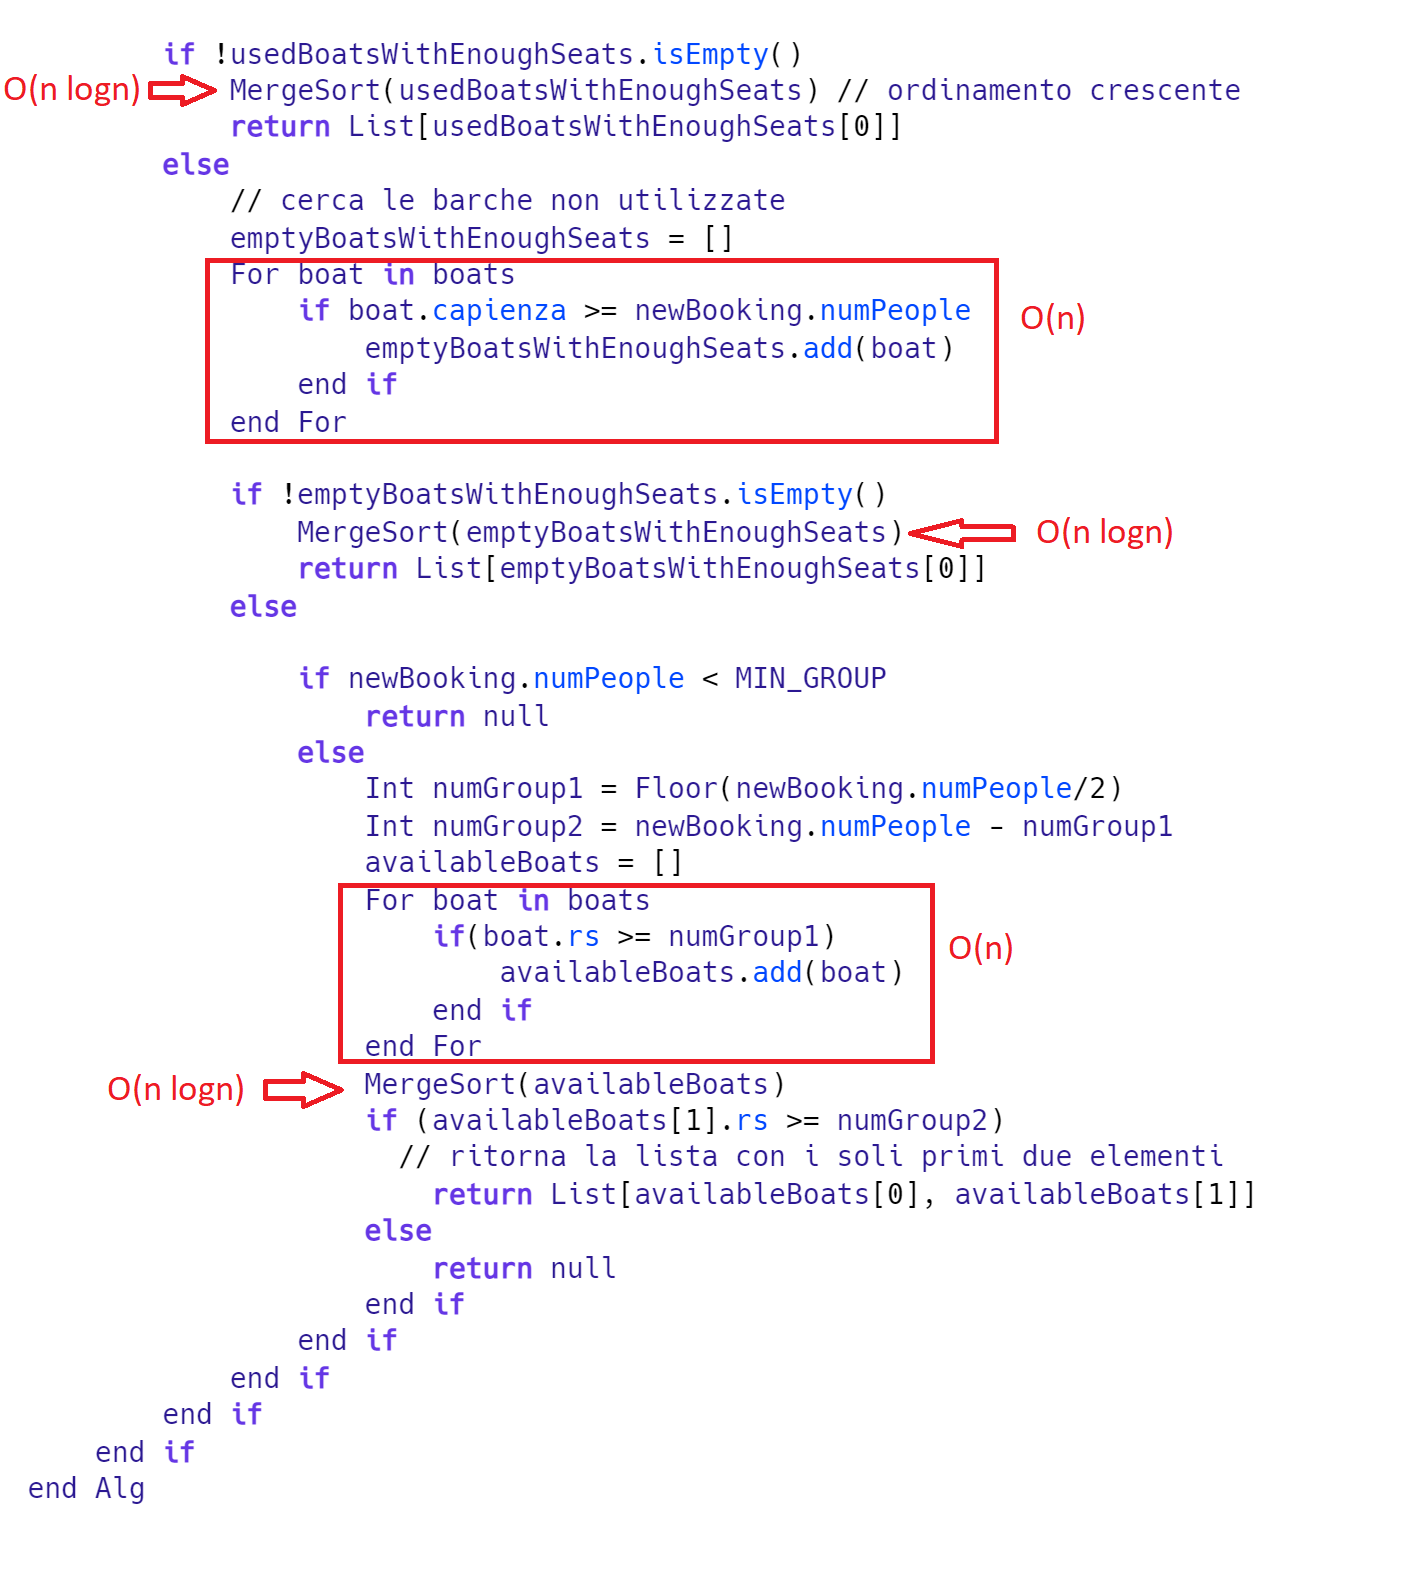 if !usedBoatsWithEnoughSeats.isEmpty()
O(n logn) MergeSort(usedBoatsWithEnoughSeats) // ordinamento crescente
return List[usedBoatsWithEnoughSeats[0]]
else
// cerca le barche non utilizzate
emptyBoatsWithEnoughSeats = []
For boat in boats
if boat.capienza >= newBooking.numPeople O(n)
emptyBoatsWithEnoughSeats.add(boat)
end if
end For
if !emptyBoatsWithEnoughSeats.isEmpty()
MergeSort(emptyBoatsWithEnoughSeats) O(n logn)
return List[emptyBoatsWithEnoughSeats[0]]
else
if newBooking.numPeople < MIN_GROUP
return null
else
Int numGroup1 = Floor(newBooking.numPeople/2)
Int numGroup2 = newBooking.numPeople - numGroup1
availableBoats = []
For boat in boats
if(boat.rs >= numGroup1) O(n)
availableBoats.add(boat)
end if
end For
O(n logn) MergeSort(availableBoats)
if (availableBoats[1].rs >= numGroup2)
// ritorna la lista con i soli primi due elementi
return List[availableBoats[0], availableBoats[1]]
else
return null
end if
end if
end if
end if
end if
end Alg